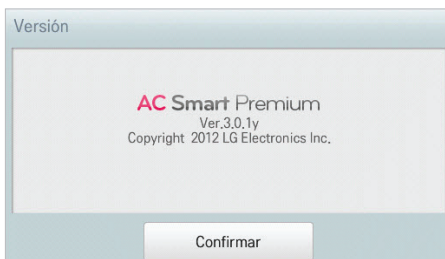 Versión
AC Smart Premium
Ver.3.0.1y
Copyright 2012 LG Electronics Inc.
Confirmar